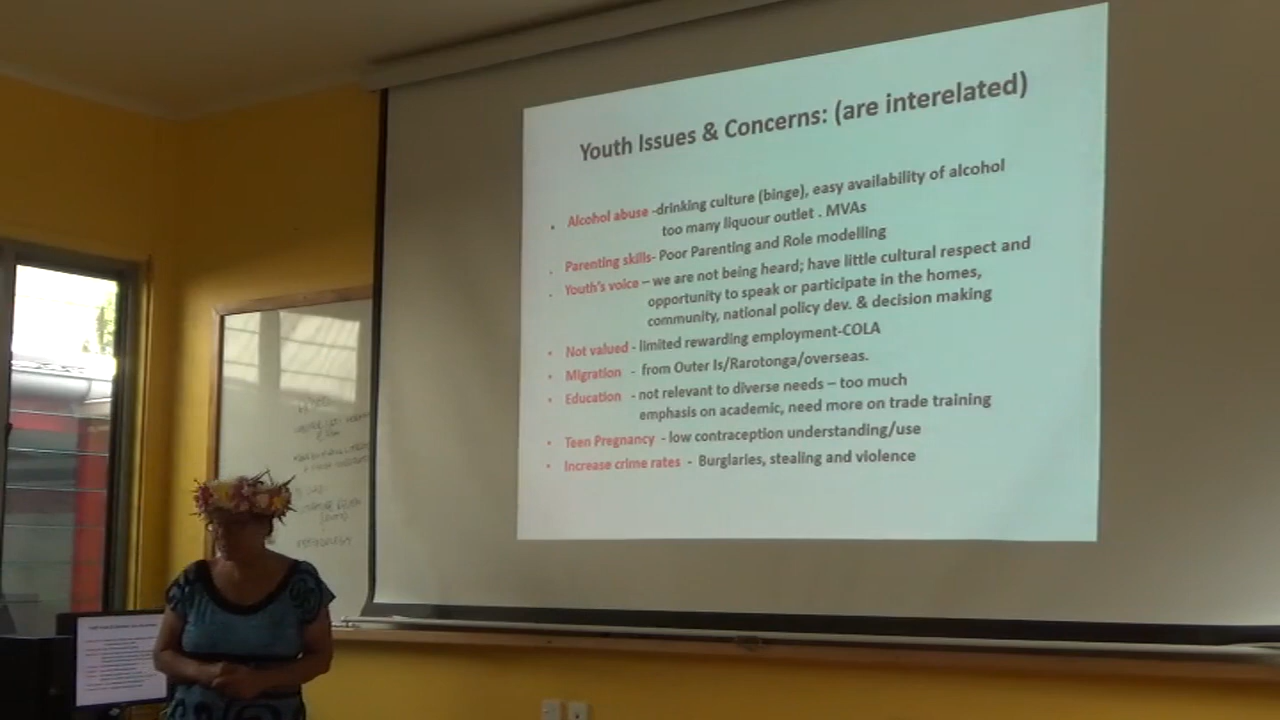 Youth Issues & Concerns: (are interelated)
• Alcohol abuse -drinking culture (binge), easy availability of alcohol
too many liquour outlet . MVAs
• Parenting skills- Poor Parenting and Role modelling
• Youth's voice – we are not being heard; have little cultural respect and
opportunity to speak or participate in the homes,
community, national policy dev. & decision making
• Not valued - limited rewarding employment-COLA
• Migration - from Outer Is/Rarotonga/overseas.
• Education - not relevant to diverse needs – too much
emphasis on academic, need more on trade training
• Teen Pregnancy - low contraception understanding/use
• Increase crime rates - Burglaries, stealing and violence